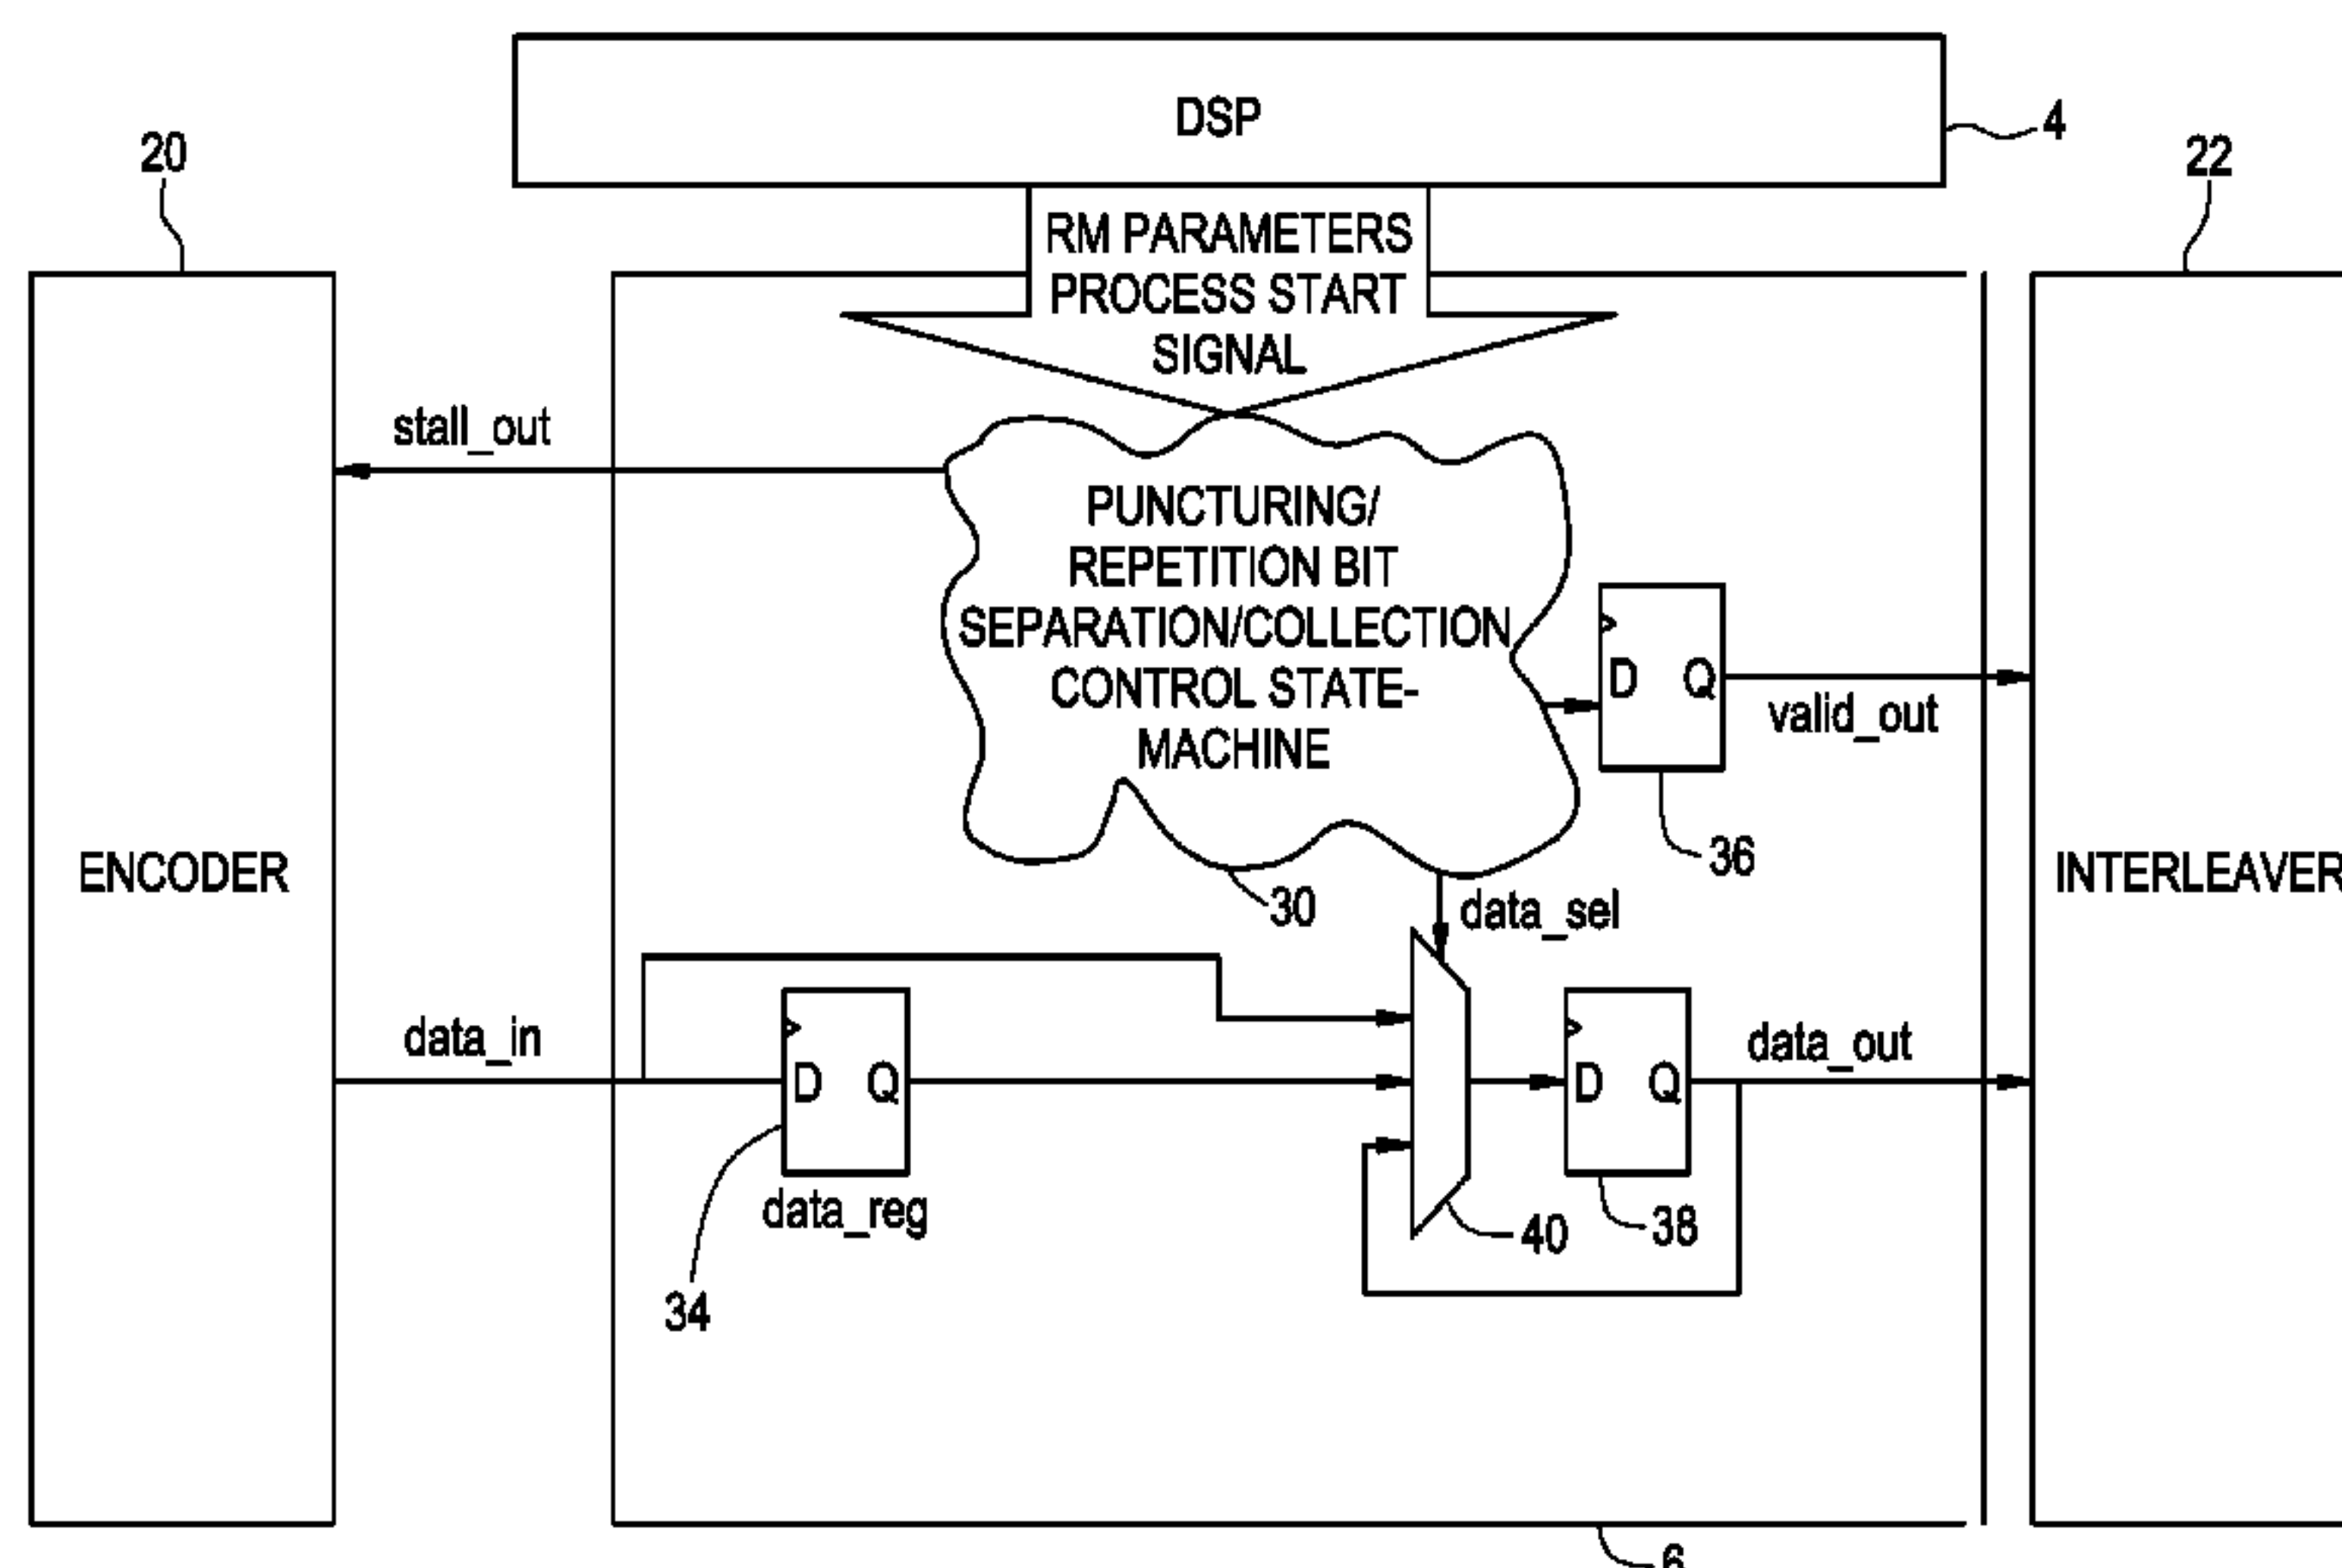 DSP
4
20
22
RM PARAMETERS
PROCESS START
SIGNAL
stall_out
PUNCTURING/
REPETITION BIT
SEPARATION/COLLECTION
CONTROL STATE-
MACHINE
D Q
valid_out
36
ENCODER
INTERLEAVER
30
data_sel
data_in
D Q
data_reg
34
D Q
data_out
40
38
6